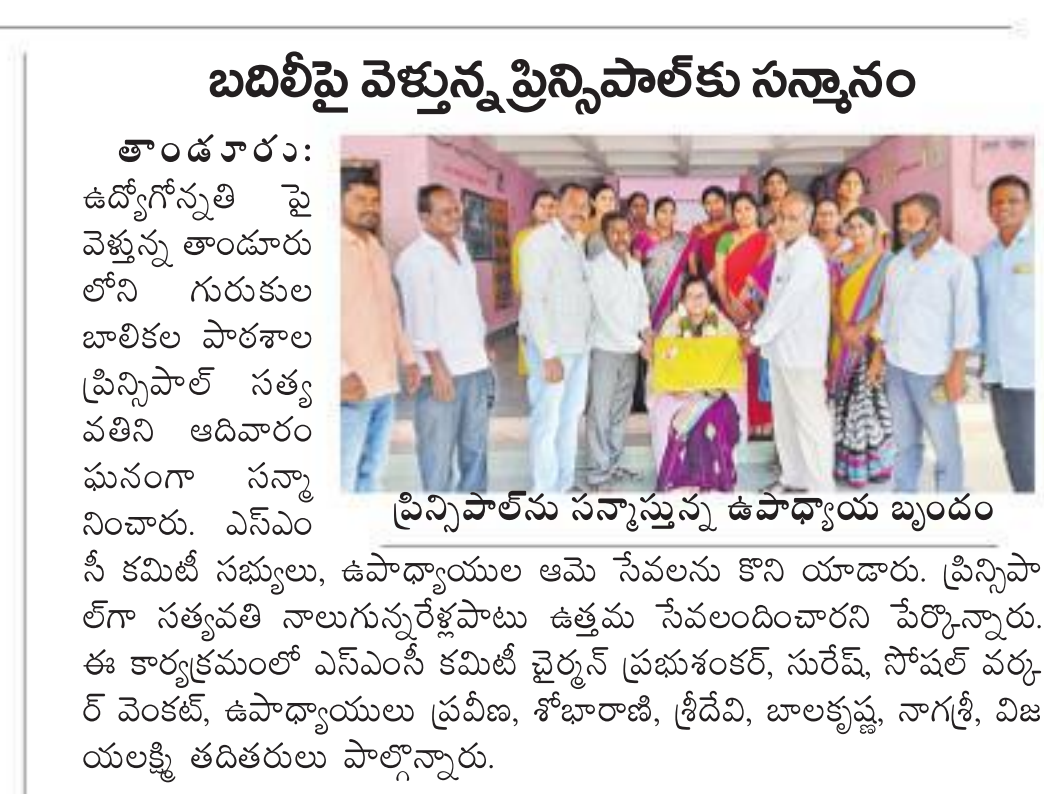 బదిలీపై వెళ్తున్న ప్రిన్సిపాల్‌కు సన్మానం
తాండూరు:
ఉద్యోగోన్నతి పై
వెళ్తున్న తాండూరు
లోని గురుకుల
బాలికల పాఠశాల
ప్రిన్సిపాల్ సత్య
వతిని ఆదివారం
ఘనంగా సన్మా
నించారు. ఎస్ఎం
ప్రిన్సిపాల్‌ను సన్మాస్తున్న ఉపాధ్యాయ బృందం
సీ కమిటీ సభ్యులు, ఉపాధ్యాయుల ఆమె సేవలను కొని యాడారు. ప్రిన్సిపా
ల్‌గా సత్యవతి నాలుగున్నరేళ్లపాటు ఉత్తమ సేవలందించారని పేర్కొన్నారు.
ఈ కార్యక్రమంలో ఎస్ఎంసీ కమిటీ చైర్మన్ ప్రభుశంకర్, సురేష్, సోషల్ వర్క
ర్ వెంకట్, ఉపాధ్యాయులు ప్రవీణ, శోభారాణి, శ్రీదేవి, బాలకృష్ణ, నాగశ్రీ, విజ
యలక్ష్మి తదితరులు పాల్గొన్నారు.